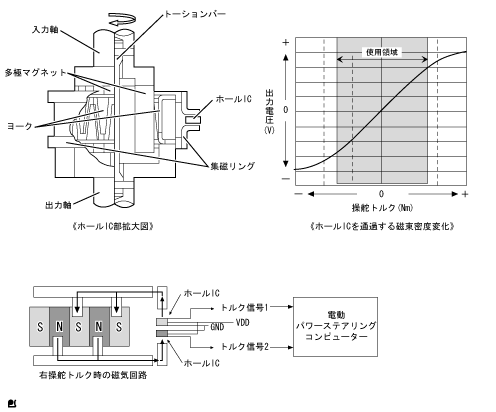 トーションバー
入力軸
多極マグネット
ホールIC
ヨーク
集磁リング
出力軸
《ホールIC部拡大図》
+
使用領域
出力電圧(V)
0
−
− 0 +
操舵トルク(Nm)
《ホールICを通過する磁束密度変化》
ホールIC
トルク信号1
VDD
GND
トルク信号2
ホールIC
S N S N S
右操舵トルク時の磁気回路
電動
パワーステアリング
コンピューター